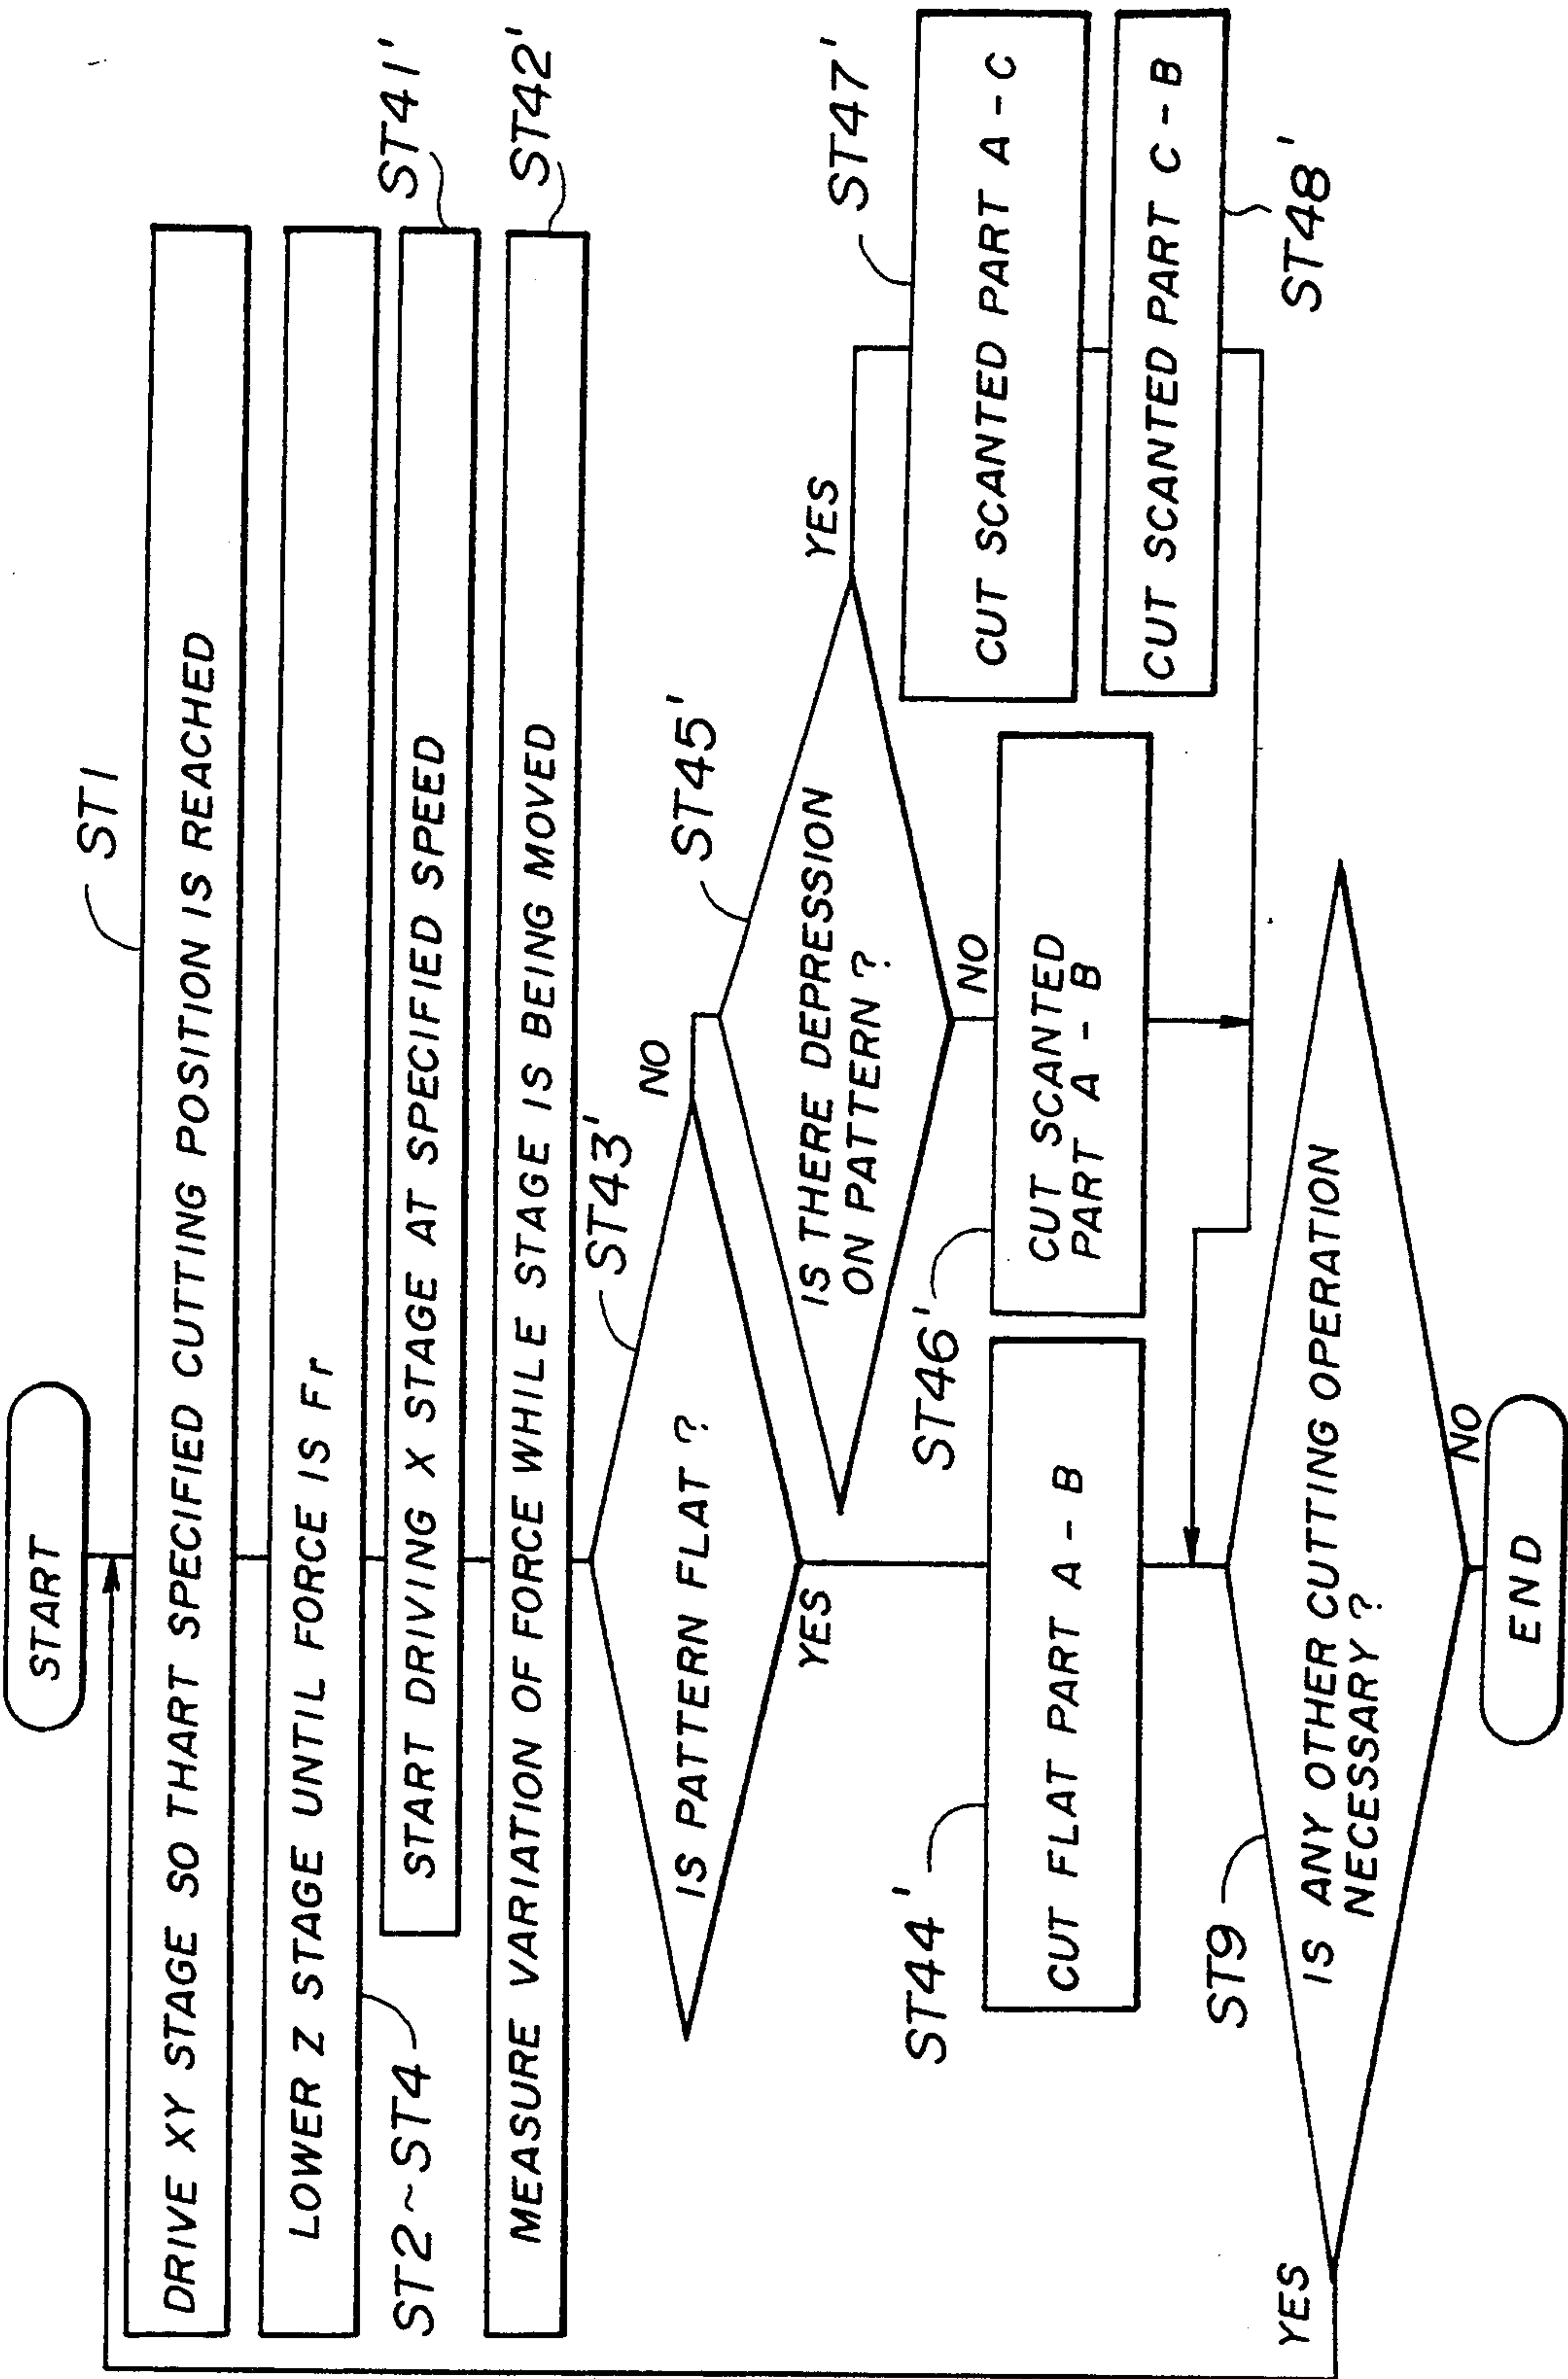 START
ST1
DRIVE XY STAGE SO THART SPECIFIED CUTTING POSITION IS REACHED
LOWER Z STAGE UNTIL FORCE IS Fr
ST2~ST4
START DRIVING X STAGE AT SPECIFIED SPEED
ST41'
MEASURE VARIATION OF FORCE WHILE STAGE IS BEING MOVED
ST42'
ST43'
IS PATTERN FLAT ?
NO
YES
ST45'
IS THERE DEPRESSION
ON PATTERN ?
YES
NO
ST47'
CUT SCANTED PART A - C
CUT SCANTED PART C - B
ST48'
ST44'
CUT FLAT PART A - B
ST46'
CUT SCANTED
PART A - B
ST9
IS ANY OTHER CUTTING OPERATION
NECESSARY ?
YES
NO
END